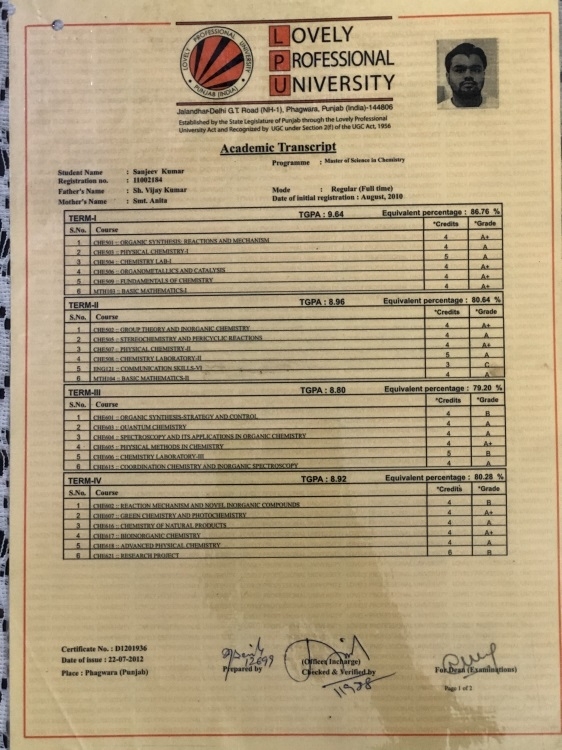 LOVELY PROFESSIONAL UNIVERSITY
PUNJAB (INDIA)
LOVELY
PROFESSIONAL
UNIVERSITY
Jalandhar-Delhi G.T. Road (NH-1), Phagwara, Punjab (India)-144806
Established by the State Legislature of Punjab through the Lovely Professional
University Act and Recognized by UGC under Section 2(f) of the UGC Act, 1956
Academic Transcript
Programme : Master of Science in Chemistry
Student Name : Sanjeev Kumar
Registration no. : 11002184
Father's Name : Sh. Vijay Kumar Mode : Regular (Full time)
Mother's Name : Smt. Anita Date of initial registration : August, 2010
TERM-I TGPA : 9.64 Equivalent percentage : 86.76 %
S.No. Course *Credits *Grade
1 CHE501 :: ORGANIC SYNTHESIS: REACTIONS AND MECHANISM 4 A+
2 CHE503 :: PHYSICAL CHEMISTRY-I 4 A
3 CHE504 :: CHEMISTRY LAB-I 5 A
4 CHE506 :: ORGANOMETALLICS AND CATALYSIS 4 A+
5 CHE509 :: FUNDAMENTALS OF CHEMISTRY 4 A+
6 MTH103 :: BASIC MATHEMATICS-I 4 A+
TERM-II TGPA : 8.96 Equivalent percentage : 80.64 %
S.No. Course *Credits *Grade
1 CHE502 :: GROUP THEORY AND INORGANIC CHEMISTRY 4 A+
2 CHE505 :: STEREOCHEMISTRY AND PERICYCLIC REACTIONS 4 A
3 CHE507 :: PHYSICAL CHEMISTRY-II 4 A+
4 CHE508 :: CHEMISTRY LABORATORY-II 5 A
5 ENG121 :: COMMUNICATION SKILLS-VI 3 C
6 MTH104 :: BASIC MATHEMATICS-II 4 A
TERM-III TGPA : 8.80 Equivalent percentage : 79.20 %
S.No. Course *Credits *Grade
1 CHE601 :: ORGANIC SYNTHESIS-STRATEGY AND CONTROL 4 B
2 CHE603 :: QUANTUM CHEMISTRY 4 A
3 CHE604 :: SPECTROSCOPY AND ITS APPLICATIONS IN ORGANIC CHEMISTRY 4 A
4 CHE605 :: PHYSICAL METHODS IN CHEMISTRY 4 A+
5 CHE606 :: CHEMISTRY LABORATORY-III 5 B
6 CHE612 :: COORDINATION CHEMISTRY AND INORGANIC SPECTROSCOPY 4 A
TERM-IV TGPA : 8.92 Equivalent percentage : 80.28 %
S.No. Course *Credits *Grade
1 CHE602 :: REACTION MECHANISM AND NOVEL INORGANIC COMPOUNDS 4 B
2 CHE607 :: GREEN CHEMISTRY AND PHOTOCHEMISTRY 4 A+
3 CHE616 :: CHEMISTRY OF NATURAL PRODUCTS 4 A
4 CHE617 :: BIOINORGANIC CHEMISTRY 4 A+
5 CHE618 :: ADVANCED PHYSICAL CHEMISTRY 4 A
6 CHE621 :: RESEARCH PROJECT 6 B
Certificate No. : D1201936
Date of issue : 22-07-2012
Place : Phagwara (Punjab)
12699
Prepared by
(Officer Incharge)
Checked & Verified by
11938
For Dean (Examinations)
Page 1 of 2